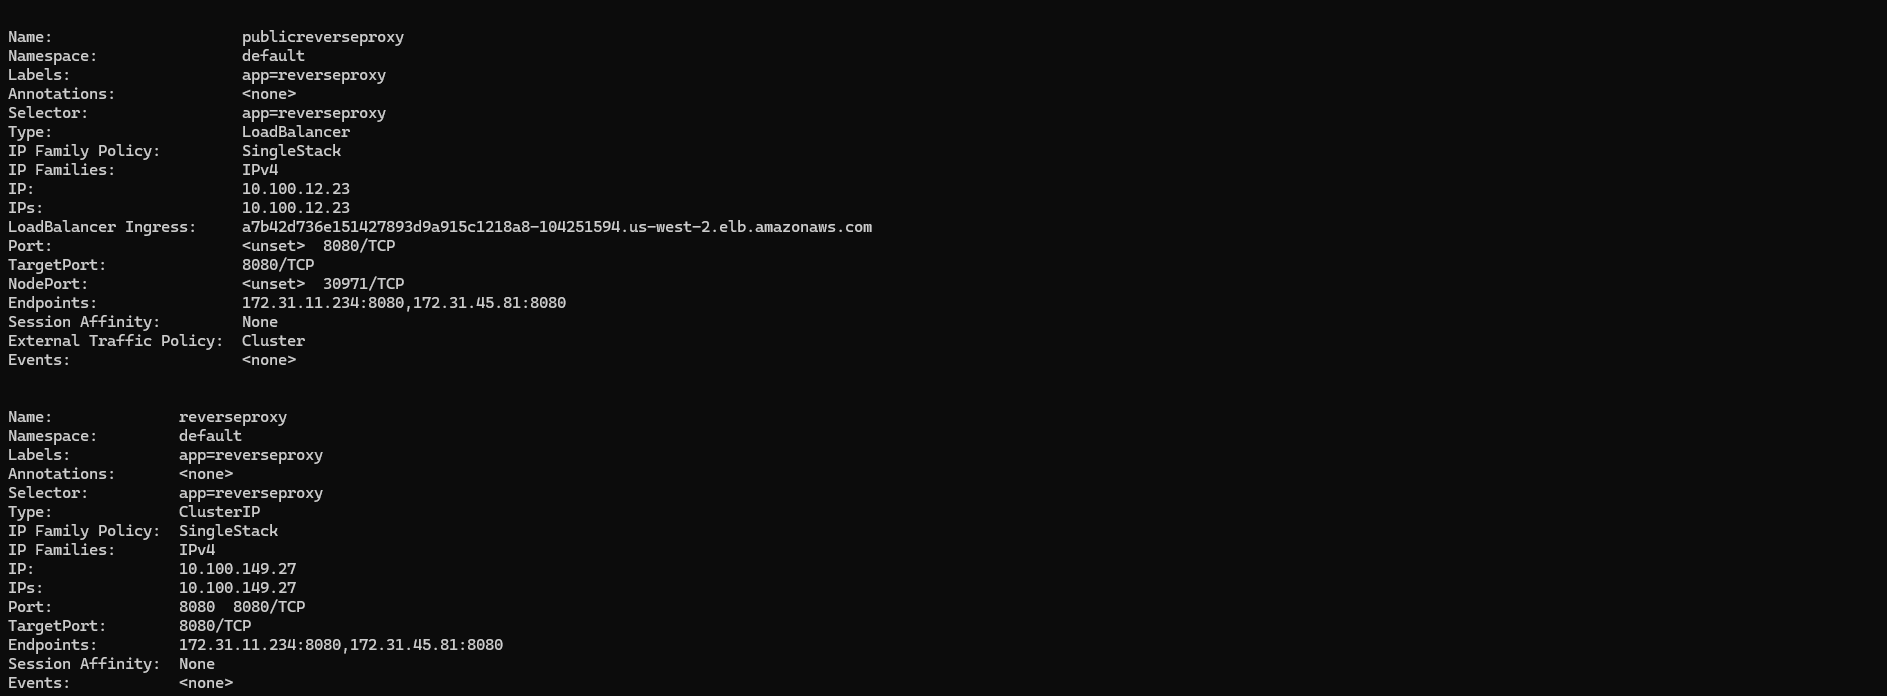 Name: publicreverseproxy
Namespace: default
Labels: app=reverseproxy
Annotations: <none>
Selector: app=reverseproxy
Type: LoadBalancer
IP Family Policy: SingleStack
IP Families: IPv4
IP: 10.100.12.23
IPs: 10.100.12.23
LoadBalancer Ingress: a7b42d736e151427893d9a915c1218a8-104251594.us-west-2.elb.amazonaws.com
Port: <unset> 8080/TCP
TargetPort: 8080/TCP
NodePort: <unset> 30971/TCP
Endpoints: 172.31.11.234:8080,172.31.45.81:8080
Session Affinity: None
External Traffic Policy: Cluster
Events: <none>
Name: reverseproxy
Namespace: default
Labels: app=reverseproxy
Annotations: <none>
Selector: app=reverseproxy
Type: ClusterIP
IP Family Policy: SingleStack
IP Families: IPv4
IP: 10.100.149.27
IPs: 10.100.149.27
Port: 8080 8080/TCP
TargetPort: 8080/TCP
Endpoints: 172.31.11.234:8080,172.31.45.81:8080
Session Affinity: None
Events: <none>